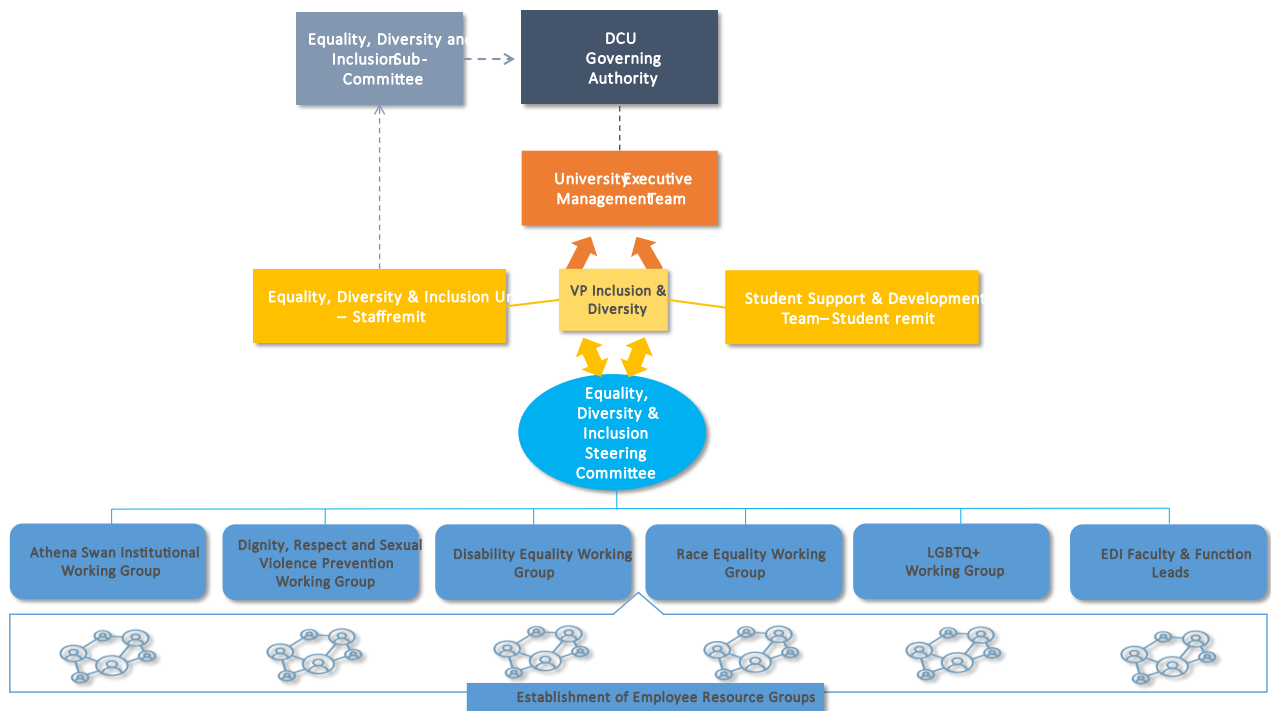 Equality, Diversity and
Inclusion Sub-
Committee
DCU
Governing
Authority
University Executive
Management Team
Equality, Diversity & Inclusion Un
– Staff remit
VP Inclusion &
Diversity
Student Support & Development
Team – Student remit
Equality,
Diversity &
Inclusion
Steering
Committee
Athena Swan Institutional
Working Group
Dignity, Respect and Sexual
Violence Prevention
Working Group
Disability Equality Working
Group
Race Equality Working
Group
LGBTQ+
Working Group
EDI Faculty & Function
Leads
Establishment of Employee Resource Groups